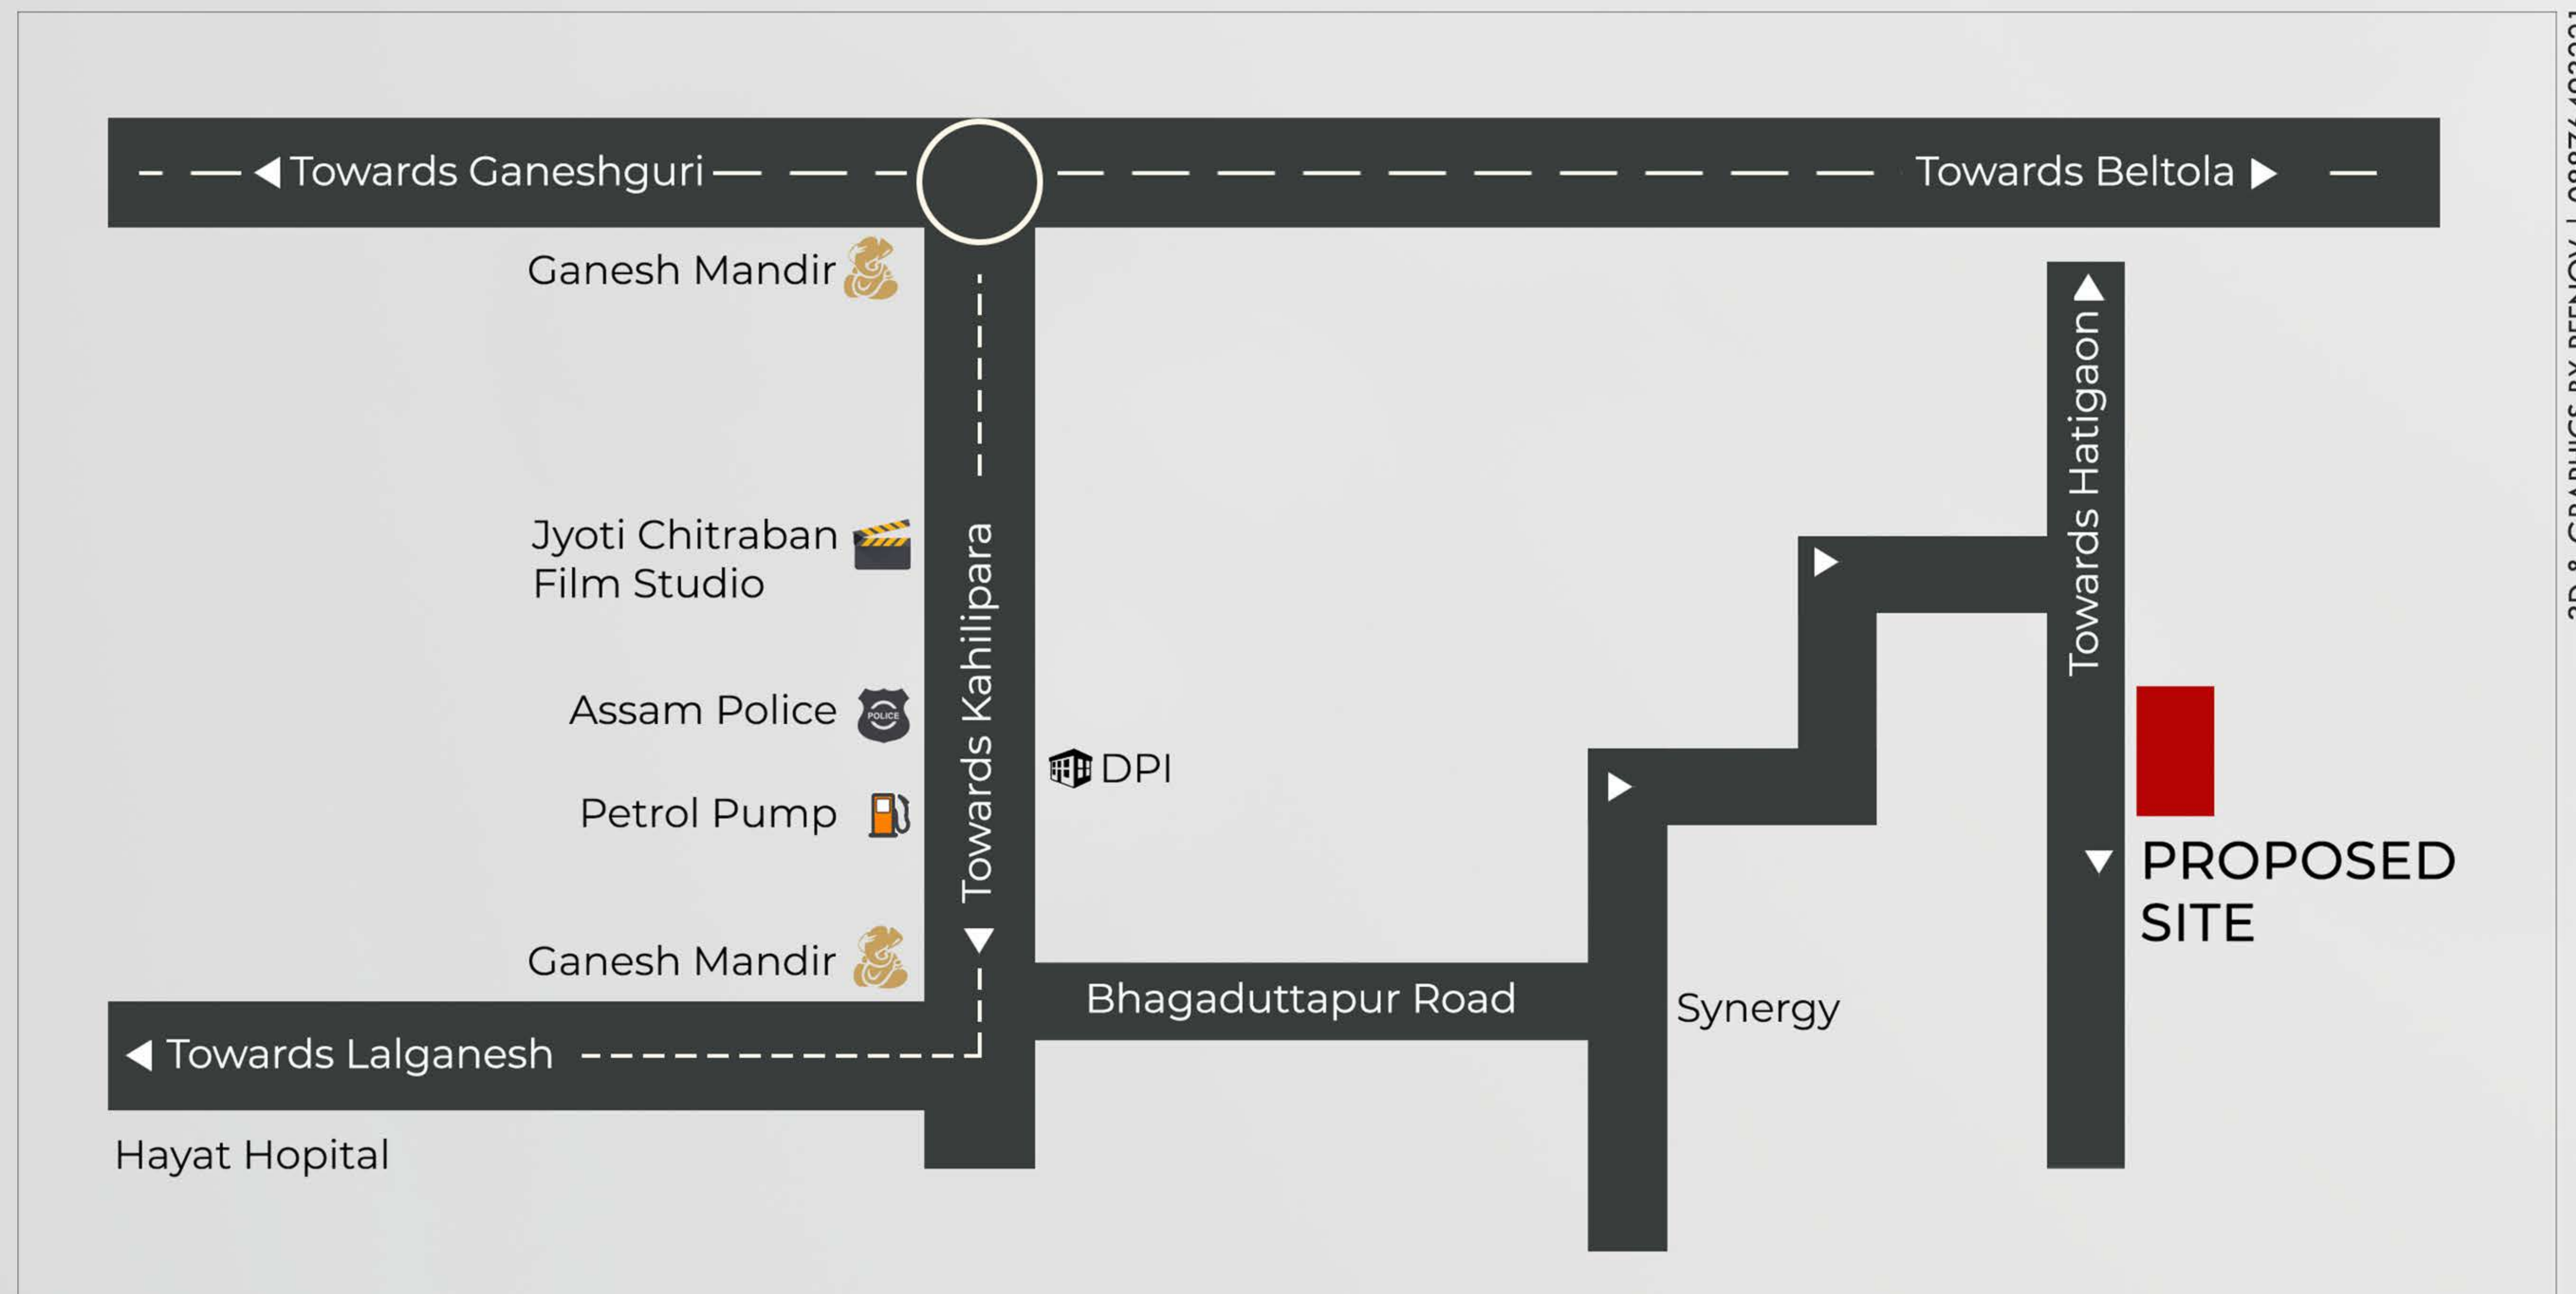 Towards Ganeshguri
Towards Beltola
Ganesh Mandir
Towards Hatigaon
Jyoti Chitraban
Film Studio
Towards Kahilipara
Assam Police
POLICE
DPI
Petrol Pump
PROPOSED
SITE
Ganesh Mandir
Bhagaduttapur Road
Synergy
Towards Lalganesh
Hayat Hopital